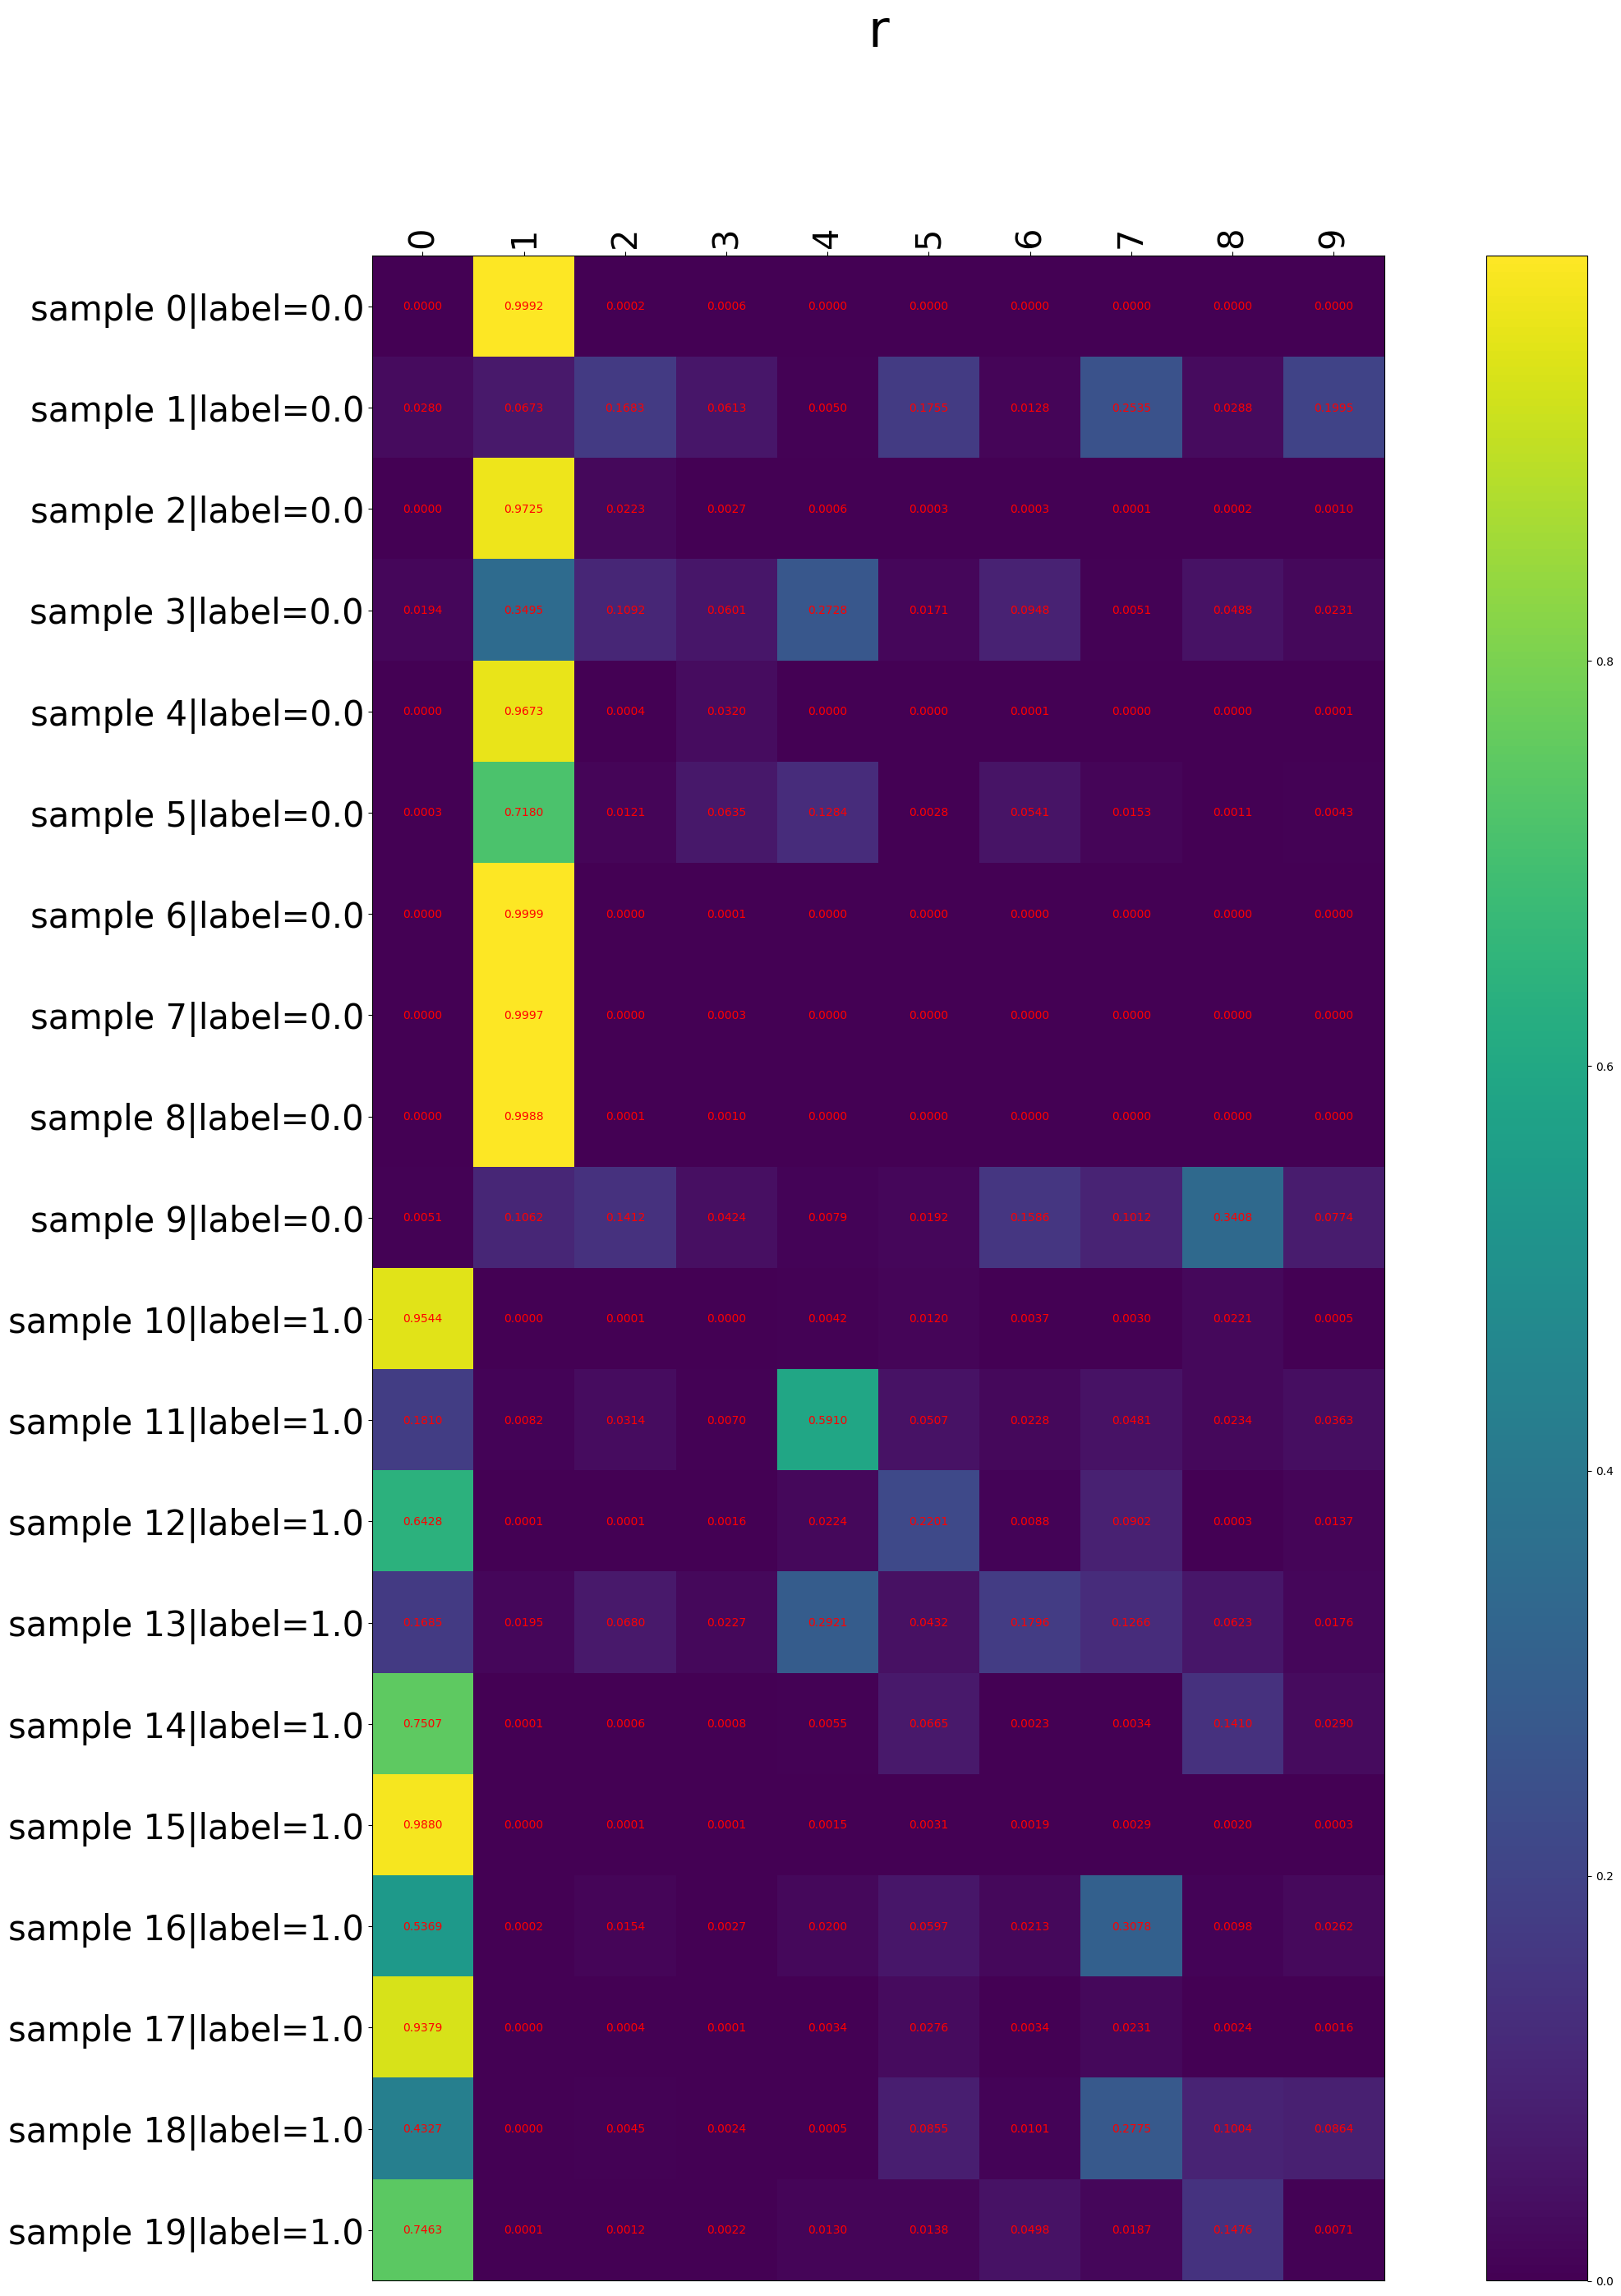 r
0 1 2 3 4 5 6 7 8 9
sample 0|label=0.0 0.0000 0.9992 0.0002 0.0006 0.0000 0.0000 0.0000 0.0000 0.0000 0.0000
sample 1|label=0.0 0.0280 0.0673 0.0613 0.0050 0.0128 0.0288
sample 2|label=0.0 0.0000 0.9725 0.0223 0.0027 0.0006 0.0003 0.0003 0.0001 0.0002 0.0010
sample 3|label=0.0 0.0194 0.3495 0.1092 0.0601 0.0171 0.0948 0.0051 0.0488 0.0231
sample 4|label=0.0 0.0000 0.9673 0.0004 0.0320 0.0000 0.0000 0.0001 0.0000 0.0000 0.0001
0.8
sample 5|label=0.0 0.0003 0.7180 0.0121 0.0635 0.1284 0.0028 0.0541 0.0153 0.0011 0.0043
sample 6|label=0.0 0.0000 0.9999 0.0000 0.0001 0.0000 0.0000 0.0000 0.0000 0.0000 0.0000
sample 7|label=0.0 0.0000 0.9997 0.0000 0.0003 0.0000 0.0000 0.0000 0.0000 0.0000 0.0000
0.6
sample 8|label=0.0 0.0000 0.9988 0.0001 0.0010 0.0000 0.0000 0.0000 0.0000 0.0000 0.0000
sample 9|label=0.0 0.0051 0.1062 0.1412 0.0424 0.0079 0.0192 0.1586 0.1012 0.3408 0.0774
sample 10|label=1.0 0.9544 0.0000 0.0001 0.0000 0.0042 0.0120 0.0037 0.0030 0.0221 0.0005
sample 11|label=1.0 0.0082 0.0314 0.0070 0.5910 0.0507 0.0228 0.0481 0.0234 0.0363
0.4
sample 12|label=1.0 0.6428 0.0001 0.0001 0.0016 0.0224 0.0088 0.0902 0.0003 0.0137
sample 13|label=1.0 0.0195 0.0680 0.0227 0.0432 0.1266 0.0623 0.0176
sample 14|label=1.0 0.7507 0.0001 0.0006 0.0008 0.0055 0.0665 0.0023 0.0034 0.0290
sample 15|label=1.0 0.9880 0.0000 0.0001 0.0001 0.0015 0.0031 0.0019 0.0029 0.0020 0.0003
0.2
sample 16|label=1.0 0.5369 0.0002 0.0154 0.0027 0.0200 0.0597 0.0213 0.3078 0.0098 0.0262
sample 17|label=1.0 0.9379 0.0000 0.0004 0.0001 0.0034 0.0276 0.0034 0.0231 0.0024 0.0016
sample 18|label=1.0 0.4327 0.0000 0.0045 0.0024 0.0005 0.0855 0.0101 0.2775 0.1004 0.0864
sample 19|label=1.0 0.7463 0.0001 0.0012 0.0022 0.0130 0.0138 0.0498 0.0187 0.1476 0.0071
0.0